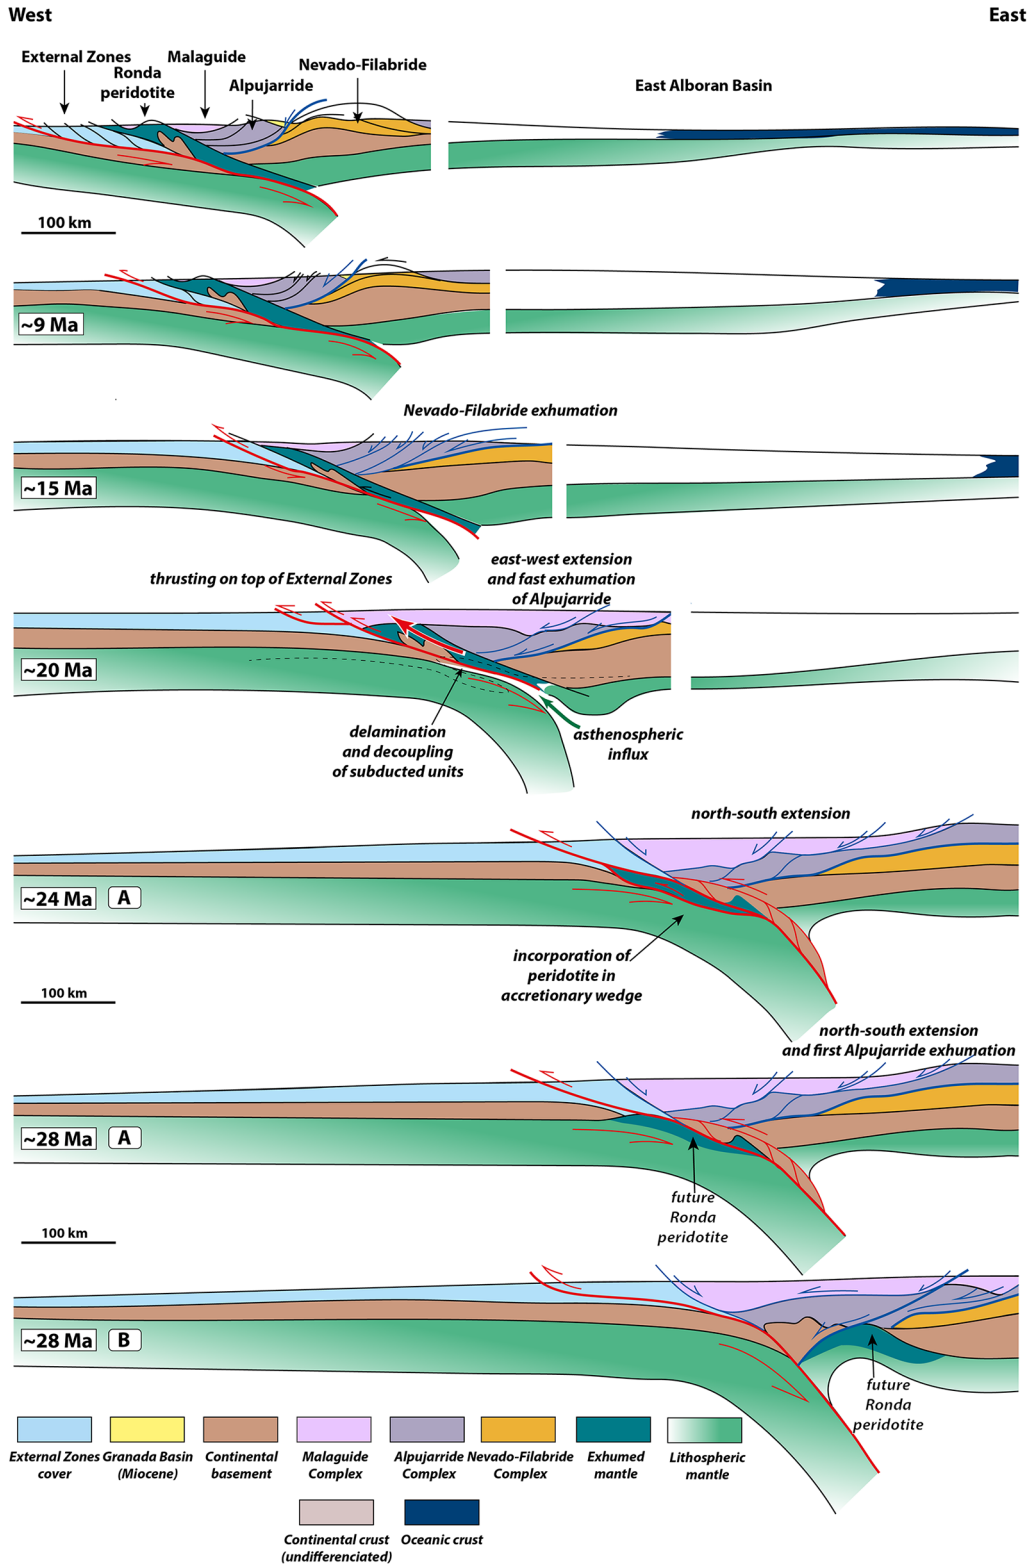 West
East
External Zones
Malaguide
Ronda
peridotite
Alpujarride
Nevado-Filabride
East Alboran Basin
100 km
~9 Ma
Nevado-Filabride exhumation
~15 Ma
thrusting on top of External Zones
east-west extension
and fast exhumation
of Alpujarride
~20 Ma
delamination
and decoupling
of subducted units
asthenospheric
influx
north-south extension
~24 Ma
A
incorporation of
peridotite in
accretionary wedge
100 km
north-south extension
and first Alpujarride exhumation
~28 Ma
A
future
Ronda
peridotite
100 km
~28 Ma
B
future
Ronda
peridotite
External Zones
cover
Granada Basin
(Miocene)
Continental
basement
Malaguide
Complex
Alpujarride
Complex
Nevado-Filabride
Complex
Exhumed
mantle
Lithospheric
mantle
Continental crust
(undifferenciated)
Oceanic crust